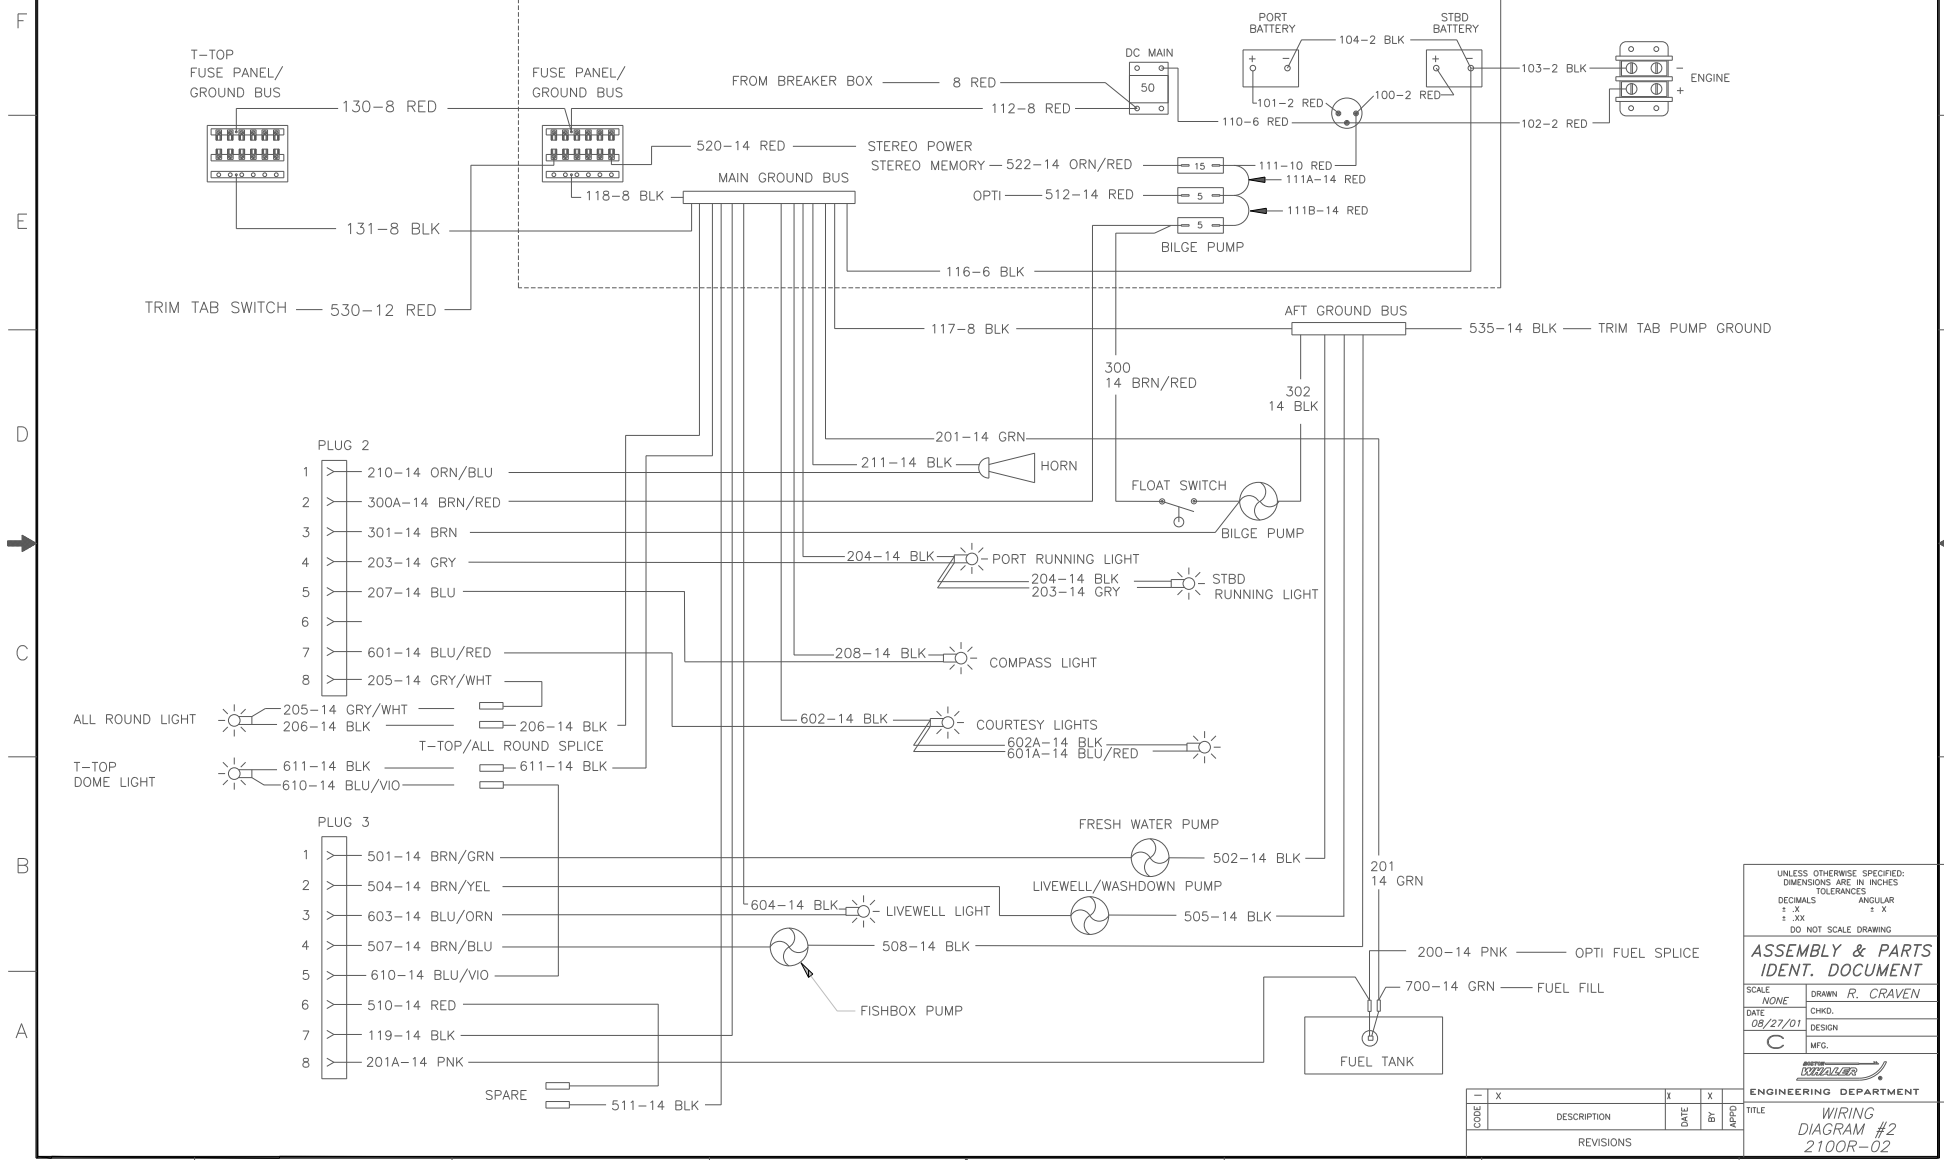 F
E
D
C
B
A
PORT
BATTERY
STBD
BATTERY
104-2 BLK
+ -
+ -
103-2 BLK
-
+
ENGINE
T-TOP
FUSE PANEL/
GROUND BUS
FUSE PANEL/
GROUND BUS
DC MAIN
50
FROM BREAKER BOX
8 RED
130-8 RED
112-8 RED
101-2 RED
100-2 RED
110-6 RED
102-2 RED
520-14 RED
STEREO POWER
STEREO MEMORY
522-14 ORN/RED
15
111-10 RED
111A-14 RED
MAIN GROUND BUS
118-8 BLK
OPTI
512-14 RED
5
111B-14 RED
131-8 BLK
5
BILGE PUMP
116-6 BLK
TRIM TAB SWITCH
530-12 RED
AFT GROUND BUS
117-8 BLK
535-14 BLK
TRIM TAB PUMP GROUND
300
14 BRN/RED
302
14 BLK
201-14 GRN
211-14 BLK
HORN
FLOAT SWITCH
BILGE PUMP
PLUG 2
1 210-14 ORN/BLU
2 300A-14 BRN/RED
3 301-14 BRN
4 203-14 GRY
5 207-14 BLU
6
7 601-14 BLU/RED
8 205-14 GRY/WHT
204-14 BLK
PORT RUNNING LIGHT
204-14 BLK
203-14 GRY
STBD
RUNNING LIGHT
208-14 BLK
COMPASS LIGHT
ALL ROUND LIGHT
205-14 GRY/WHT
206-14 BLK
206-14 BLK
T-TOP/ALL ROUND SPLICE
602-14 BLK
COURTESY LIGHTS
602A-14 BLK
601A-14 BLU/RED
T-TOP
DOME LIGHT
611-14 BLK
610-14 BLU/VIO
611-14 BLK
PLUG 3
1 501-14 BRN/GRN
2 504-14 BRN/YEL
3 603-14 BLU/ORN
4 507-14 BRN/BLU
5 610-14 BLU/VIO
6 510-14 RED
7 119-14 BLK
8 201A-14 PNK
FRESH WATER PUMP
502-14 BLK
LIVEWELL/WASHDOWN PUMP
505-14 BLK
604-14 BLK
LIVEWELL LIGHT
508-14 BLK
FISHBOX PUMP
201
14 GRN
200-14 PNK
OPTI FUEL SPLICE
700-14 GRN
FUEL FILL
FUEL TANK
SPARE
511-14 BLK
UNLESS OTHERWISE SPECIFIED:
DIMENSIONS ARE IN INCHES
TOLERANCES
DECIMALS ANGULAR
± .X ± X
± .XX
DO NOT SCALE DRAWING
ASSEMBLY & PARTS
IDENT. DOCUMENT
SCALE
NONE
DRAWN R. CRAVEN
DATE
08/27/01
CHKD.
DESIGN
C
MFG.
BOSTON
WHALER
ENGINEERING DEPARTMENT
TITLE
WIRING
DIAGRAM #2
2100R-02
- X X X
CODE DESCRIPTION DATE BY APPD
REVISIONS